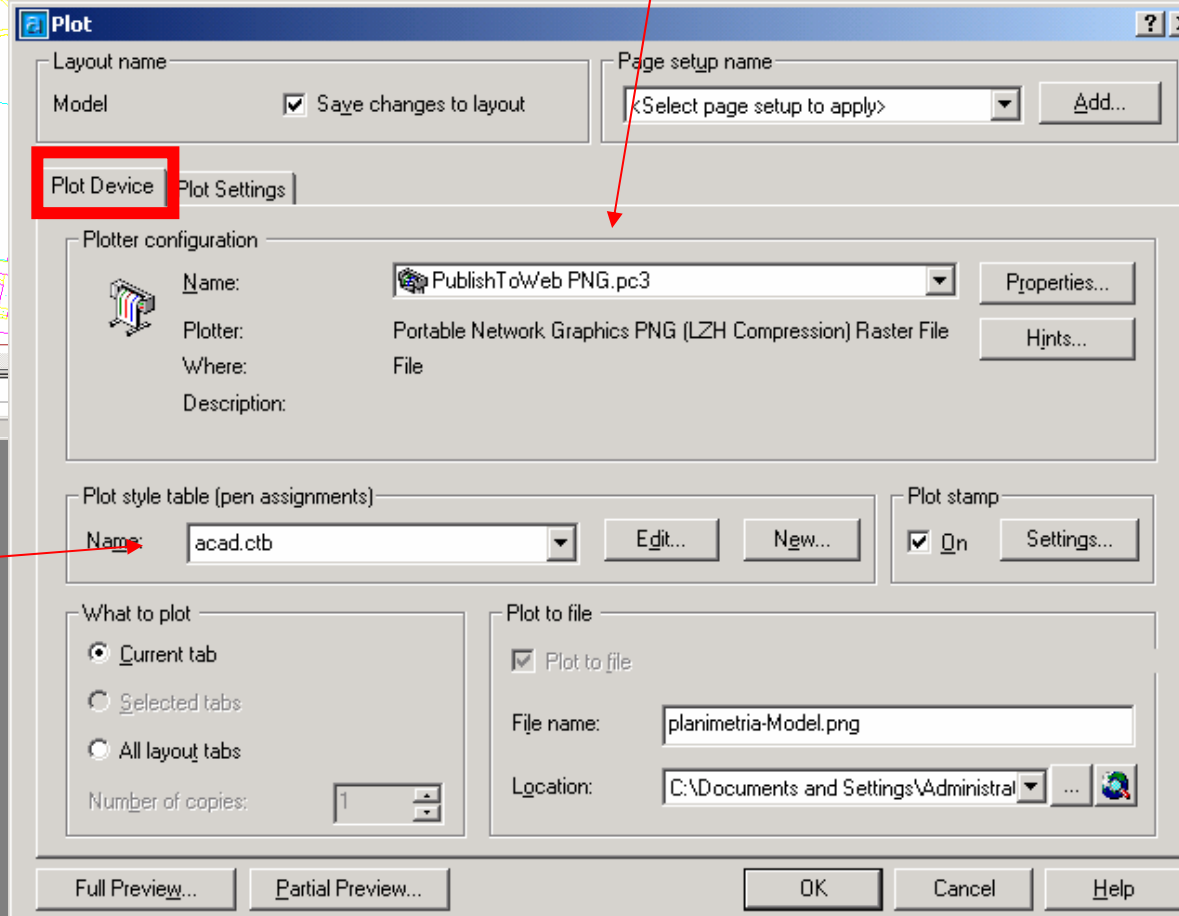 Plot
Layout name
Model
Save changes to layout
Page setup name
<Select page setup to apply>
Add...
Plot Device
Plot Settings
Plotter configuration
Name:
PublishToWeb PNG.pc3
Properties...
Plotter:
Portable Network Graphics PNG (LZH Compression) Raster File
Hints...
Where:
File
Description:
Plot style table (pen assignments)
Name:
acad.ctb
Edit...
New...
Plot stamp
On
Settings...
What to plot
Current tab
Selected tabs
All layout tabs
Number of copies:
1
Plot to file
Plot to file
File name:
planimetria-Model.png
Location:
C:\Documents and Settings\Administrat
...
Full Preview...
Partial Preview...
OK
Cancel
Help